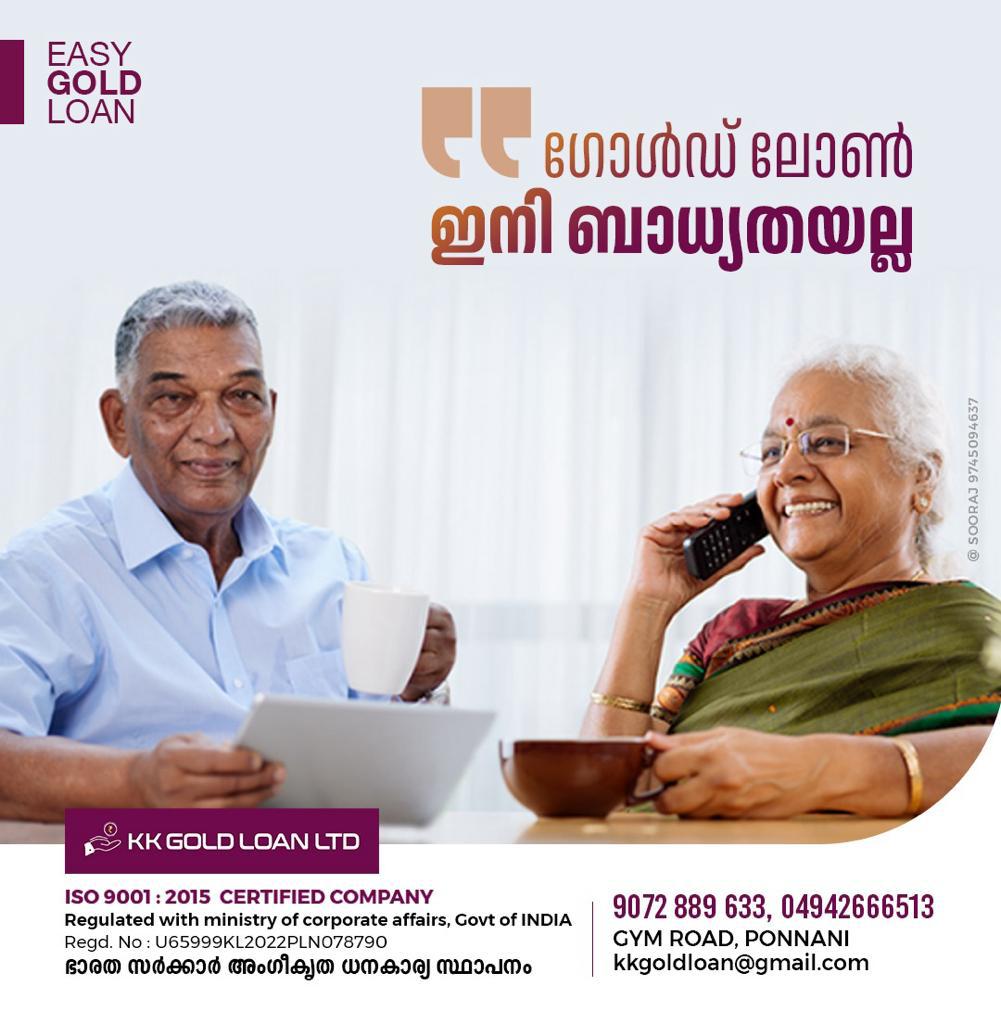 EASY
GOLD
LOAN
ഗോൾഡ് ലോൺ
ഇനി ബാധ്യതയല്ല
@ SOORAJ 9745094637
KK GOLD LOAN LTD
ISO 9001 : 2015 CERTIFIED COMPANY
Regulated with ministry of corporate affairs, Govt of INDIA
Regd. No : U65999KL2022PLN078790
ഭാരത സർക്കാർ അംഗീകൃത ധനകാര്യ സ്ഥാപനം
9072 889 633, 04942666513
GYM ROAD, PONNANI
kkgoldloan@gmail.com